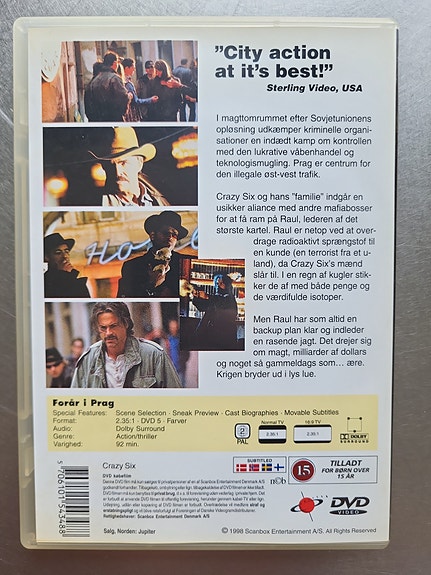 "City action
at it's best!"
Sterling Video, USA
I magttomrummet efter Sovjetunionens
opløsning udkæmper kriminelle organi-
sationer en indædt kamp om kontrollen
med den lukrative våbenhandel og
teknologismugling. Prag er centrum for
den illegale øst-vest trafik.
Crazy Six og hans "familie" indgår en
usikker aliance med andre mafiabosser
for at få ram på Raul, lederen af det
største kartel. Raul er netop ved at over-
drage radioaktivt sprængstof til
en kunde (en terrorist fra et u-
land), da Crazy Six's mænd
slår til. I en regn af kugler stik-
ker de af med både penge og
de værdifulde isotoper.
Men Raul har som altid en
backup plan klar og indleder
en rasende jagt. Det drejer sig
om magt, milliarder af dollars
og noget så gammeldags som... ære.
Krigen bryder ud i lys lue.
Forår i Prag
Special Features: Scene Selection · Sneak Preview · Cast Biographies · Movable Subtitles
Format: 2.35:1 · DVD 5 · Farver
Audio: Dolby Surround
Genre: Action/thriller
Varighed: 92 min.
2
PAL
Normal TV
2.35:1
16:9 TV
2.35:1
DOLBY
SURROUND
5706101543488
Crazy Six
DVD købefilm
Salg, Norden: Jupiter
SUBTITLED
mob
15
TILLADT
FOR BØRN OVER
15 ÅR
DVD
VIDEO
© 1998 Scanbox Entertainment A/S. All Rights Reserved